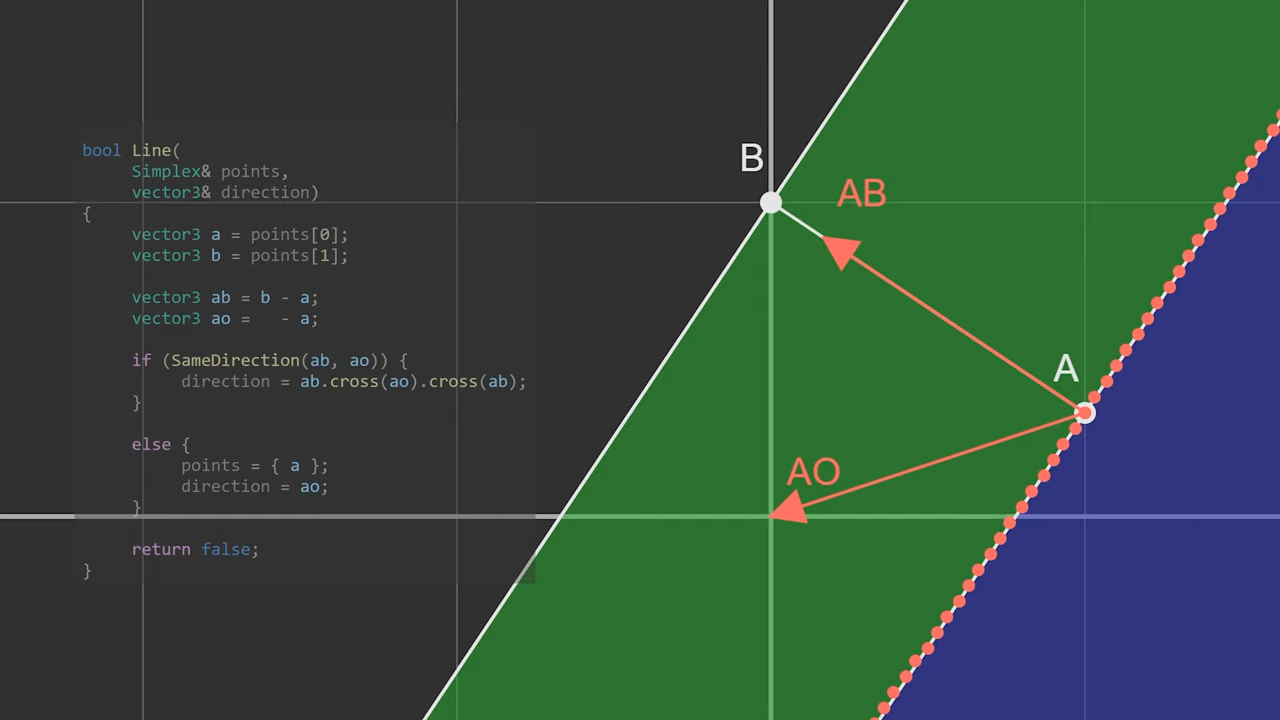 bool Line(
Simplex& points,
vector3& direction)
{
vector3 a = points[0];
vector3 b = points[1];
vector3 ab = b - a;
vector3 ao =   - a;
if (SameDirection(ab, ao)) {
direction = ab.cross(ao).cross(ab);
}
else {
points = { a };
direction = ao;
}
return false;
}
B
AB
A
AO